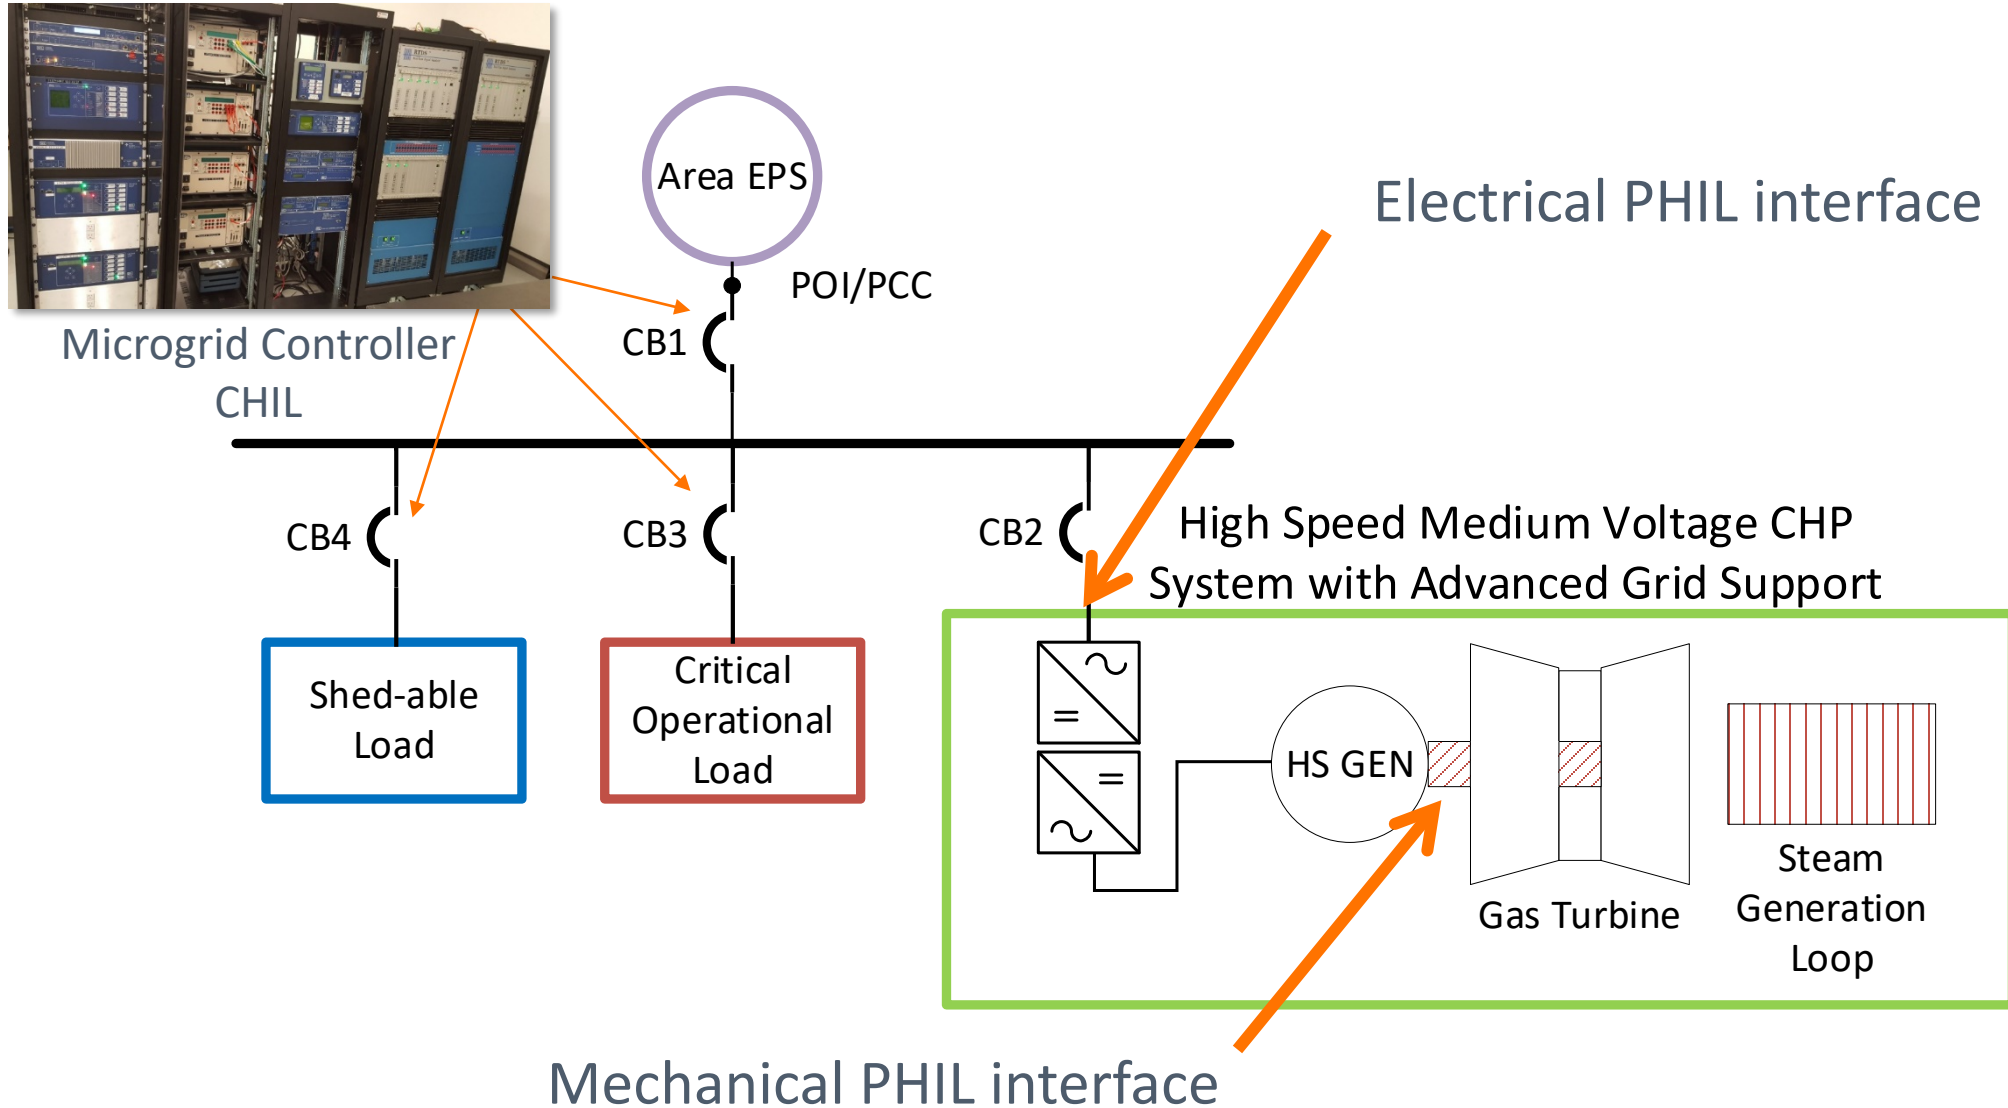 Area EPS
POI/PCC
Electrical PHIL interface
Microgrid Controller
CHIL
CB1
CB4
CB3
CB2
High Speed Medium Voltage CHP
System with Advanced Grid Support
Shed-able
Load
Critical
Operational
Load
HS GEN
Gas Turbine
Steam
Generation
Loop
Mechanical PHIL interface